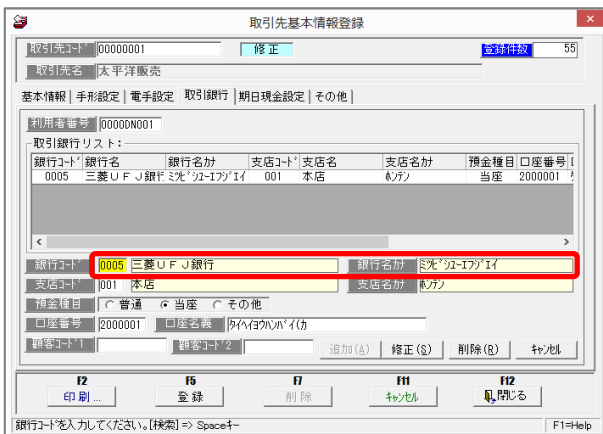 取引先基本情報登録
取引先ｺｰﾄﾞ 00000001 修正 登録件数 55
取引先名 太平洋販売
基本情報 手形設定 電手設定 取引銀行 期日現金設定 その他
利用者番号 0000DN001
取引銀行リスト:
銀行ｺｰﾄﾞ 銀行名 銀行名ｶﾅ 支店ｺｰﾄﾞ 支店名 支店名ｶﾅ 預金種目 口座番号
0005 三菱ＵＦＪ銀行 ﾐﾂﾋﾞｼﾕｰｴﾌｼﾞｴｲ 001 本店 ﾎﾝﾃﾝ 当座 2000001
銀行ｺｰﾄﾞ 0005 三菱ＵＦＪ銀行 銀行名ｶﾅ ﾐﾂﾋﾞｼﾕｰｴﾌｼﾞｴｲ
支店ｺｰﾄﾞ 001 本店 支店名ｶﾅ ﾎﾝﾃﾝ
預金種目 普通 当座 その他
口座番号 2000001 口座名義 ﾀｲﾍｲﾖｳﾊﾝﾊﾞｲ(ｶ
顧客ｺｰﾄﾞ1 顧客ｺｰﾄﾞ2 追加(A) 修正(S) 削除(R) ｷｬﾝｾﾙ
F2 F5 F7 F11 F12
印刷... 登録 削除 ｷｬﾝｾﾙ 閉じる
銀行ｺｰﾄﾞを入力してください。[検索] => Spaceｷｰ F1=Help